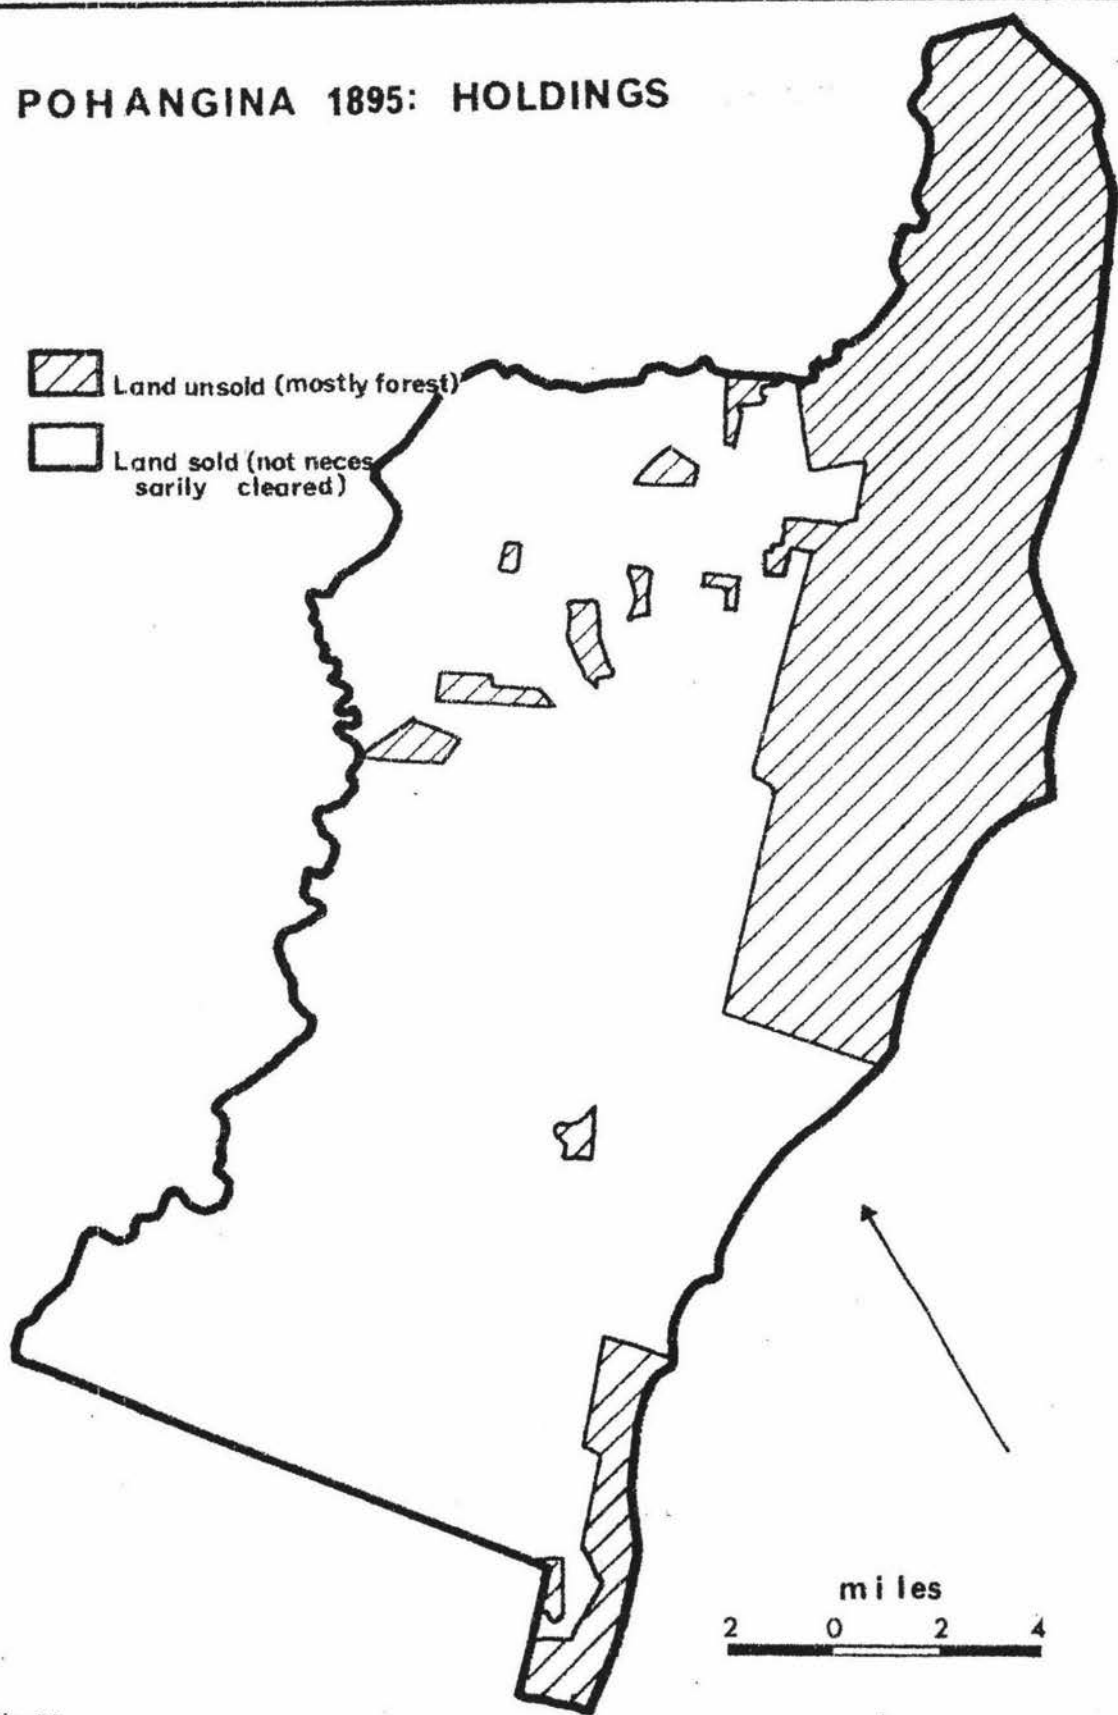 POHANGINA 1895: HOLDINGS
Land unsold (mostly forest)
Land sold (not neces
sarily cleared)
miles
2 0 2 4